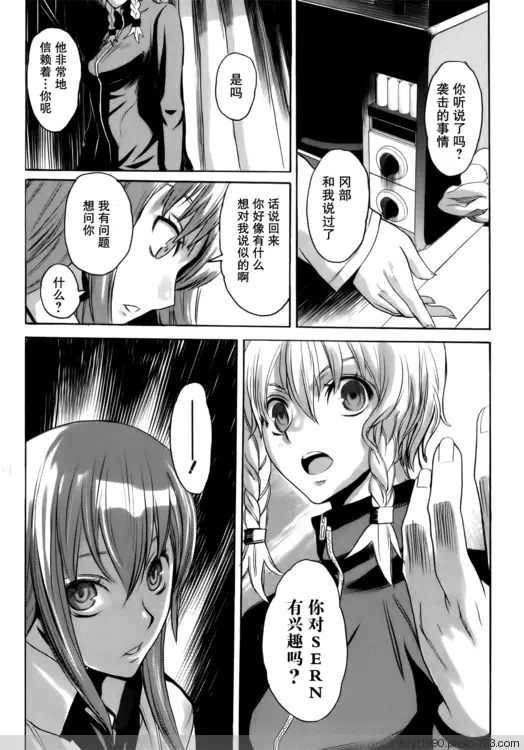 你听说了吗?
袭击的事情
冈部
和我说过了
是吗
他非常地
信赖着…你呢
话说回来
你好像有什么
想对我说似的啊
我有问题
想问你
什么?
——!
你对SERN
有兴趣吗?